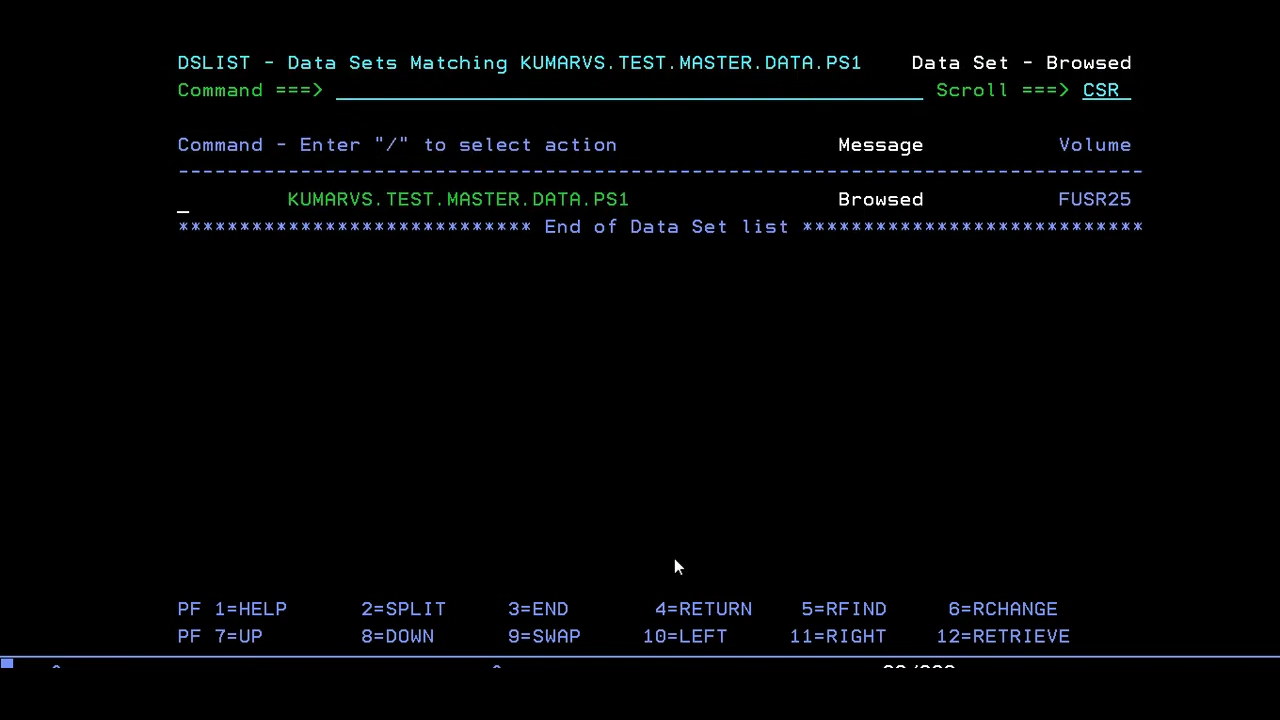 DSLIST - Data Sets Matching KUMARVS.TEST.MASTER.DATA.PS1 Data Set - Browsed
Command ===> Scroll ===> CSR
Command - Enter "/" to select action Message Volume
-------------------------------------------------------------------------------
KUMARVS.TEST.MASTER.DATA.PS1 Browsed FUSR25
***************************** End of Data Set list ****************************
PF 1=HELP 2=SPLIT 3=END 4=RETURN 5=RFIND 6=RCHANGE
PF 7=UP 8=DOWN 9=SWAP 10=LEFT 11=RIGHT 12=RETRIEVE